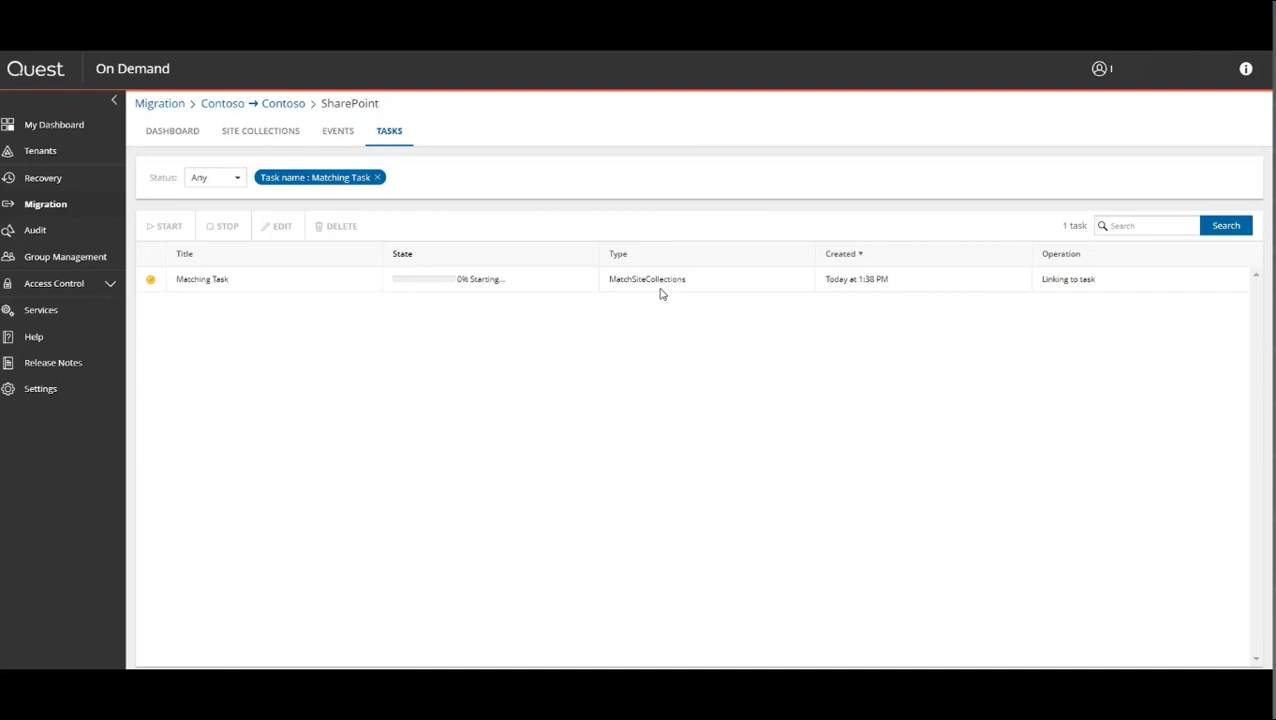 Quest On Demand I
Migration > Contoso → Contoso > SharePoint
DASHBOARD SITE COLLECTIONS EVENTS TASKS
My Dashboard
Tenants
Recovery
Migration
Audit
Group Management
Access Control
Services
Help
Release Notes
Settings
Status: Any Task name : Matching Task ×
START STOP EDIT DELETE 1 task Search Search
Title State Type Created ▼ Operation
Matching Task 0% Starting... MatchSiteCollections Today at 1:38 PM Linking to task